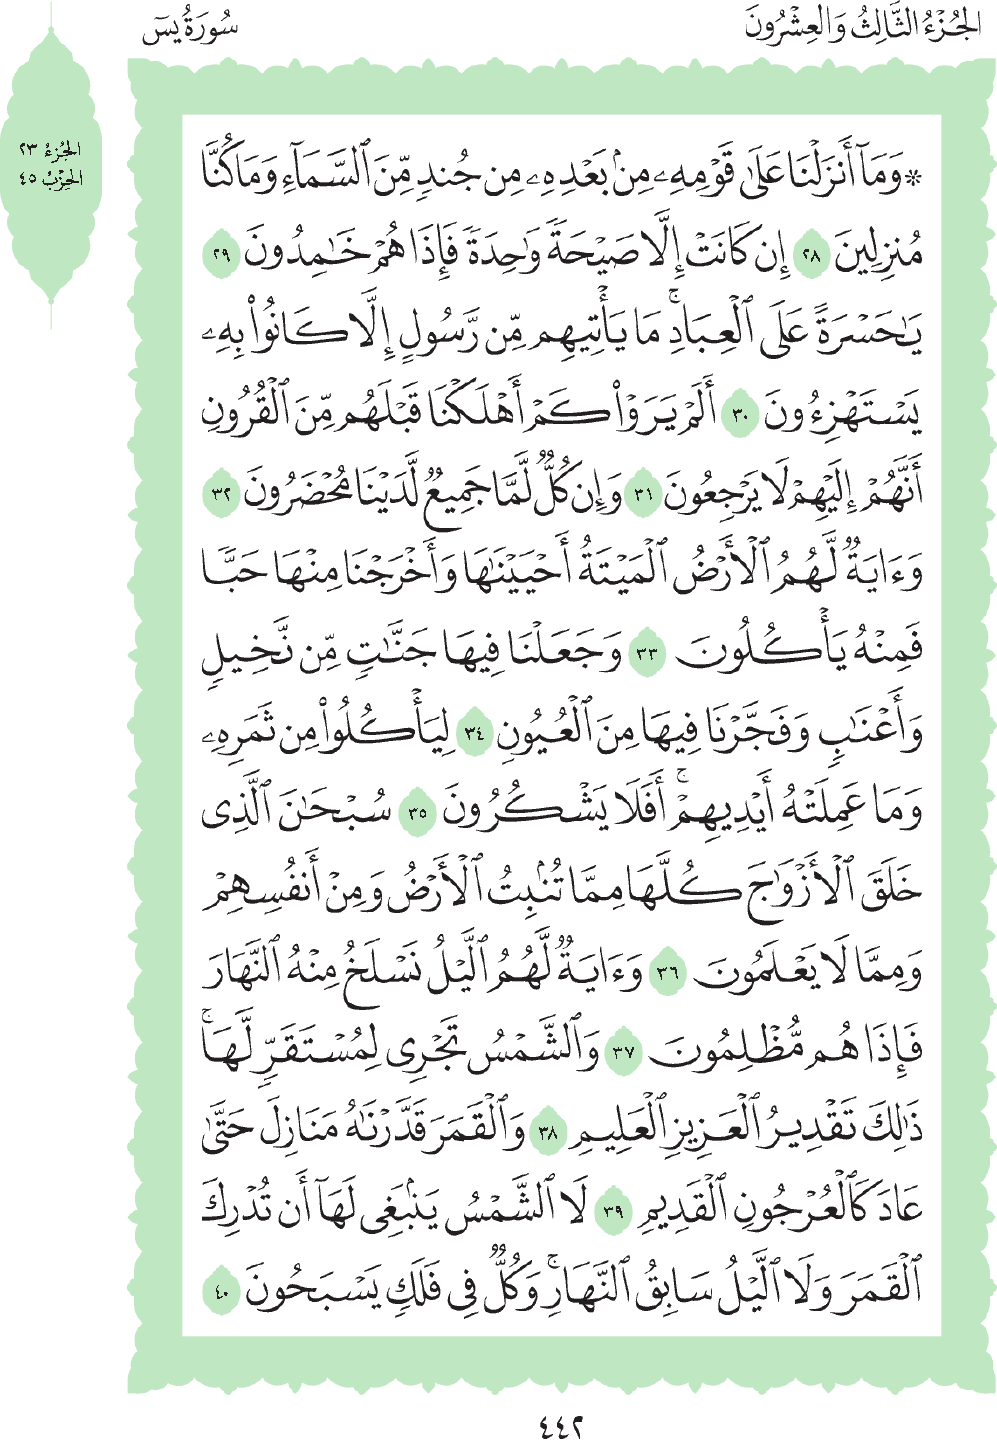 الجُزْءُ الثَّالِثُ وَالعِشْرُونَ
سُورَةُ يسٓ
الجُزءُ ٢٣
الحِزْبُ ٤٥
۞ وَمَآ أَنزَلْنَا عَلَىٰ قَوْمِهِۦ مِنۢ بَعْدِهِۦ مِن جُندٍ مِّنَ ٱلسَّمَآءِ وَمَا كُنَّا
مُنزِلِينَ ٢٨ إِن كَانَتْ إِلَّا صَيْحَةً وَٰحِدَةً فَإِذَا هُمْ خَٰمِدُونَ ٢٩
يَٰحَسْرَةً عَلَى ٱلْعِبَادِۚ مَا يَأْتِيهِم مِّن رَّسُولٍ إِلَّا كَانُوا۟ بِهِۦ
يَسْتَهْزِءُونَ ٣٠ أَلَمْ يَرَوْا۟ كَمْ أَهْلَكْنَا قَبْلَهُم مِّنَ ٱلْقُرُونِ
أَنَّهُمْ إِلَيْهِمْ لَا يَرْجِعُونَ ٣١ وَإِن كُلٌّ لَّمَّا جَمِيعٌ لَّدَيْنَا مُحْضَرُونَ ٣٢
وَءَايَةٌ لَّهُمُ ٱلْأَرْضُ ٱلْمَيْتَةُ أَحْيَيْنَٰهَا وَأَخْرَجْنَا مِنْهَا حَبًّا
فَمِنْهُ يَأْكُلُونَ ٣٣ وَجَعَلْنَا فِيهَا جَنَّٰتٍ مِّن نَّخِيلٍ
وَأَعْنَٰبٍ وَفَجَّرْنَا فِيهَا مِنَ ٱلْعُيُونِ ٣٤ لِيَأْكُلُوا۟ مِن ثَمَرِهِۦ
وَمَا عَمِلَتْهُ أَيْدِيهِمْۚ أَفَلَا يَشْكُرُونَ ٣٥ سُبْحَٰنَ ٱلَّذِى
خَلَقَ ٱلْأَزْوَٰجَ كُلَّهَا مِمَّا تُنۢبِتُ ٱلْأَرْضُ وَمِنْ أَنفُسِهِمْ
وَمِمَّا لَا يَعْلَمُونَ ٣٦ وَءَايَةٌ لَّهُمُ ٱلَّيْلُ نَسْلَخُ مِنْهُ ٱلنَّهَارَ
فَإِذَا هُم مُّظْلِمُونَ ٣٧ وَٱلشَّمْسُ تَجْرِى لِمُسْتَقَرٍّ لَّهَاۚ
ذَٰلِكَ تَقْدِيرُ ٱلْعَزِيزِ ٱلْعَلِيمِ ٣٨ وَٱلْقَمَرَ قَدَّرْنَٰهُ مَنَازِلَ حَتَّىٰ
عَادَ كَٱلْعُرْجُونِ ٱلْقَدِيمِ ٣٩ لَا ٱلشَّمْسُ يَنۢبَغِى لَهَآ أَن تُدْرِكَ
ٱلْقَمَرَ وَلَا ٱلَّيْلُ سَابِقُ ٱلنَّهَارِۚ وَكُلٌّ فِى فَلَكٍ يَسْبَحُونَ ٤٠
٤٤٢